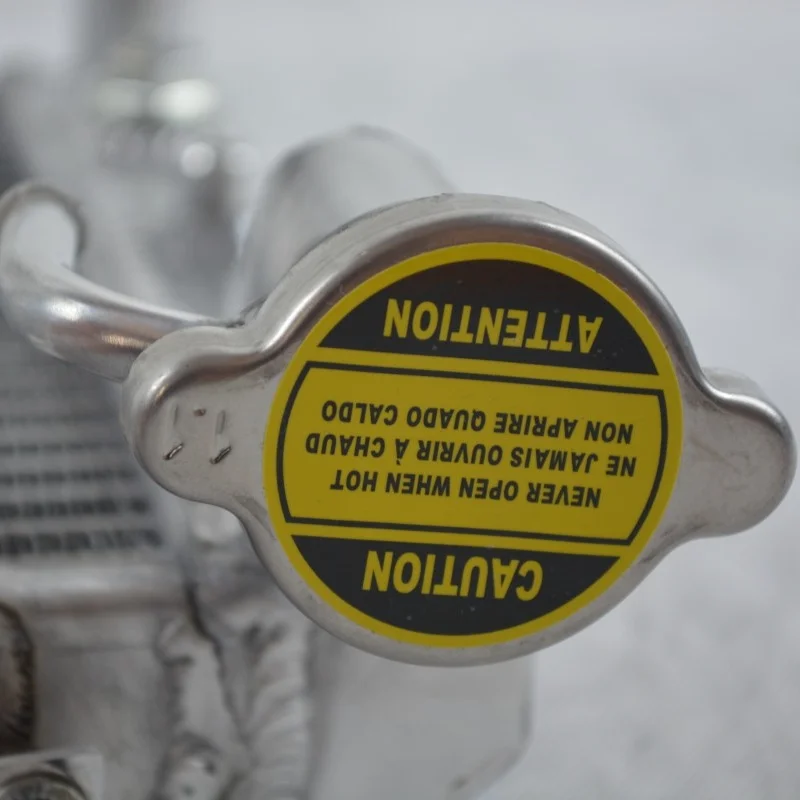 CAUTION
NEVER OPEN WHEN HOT
NE JAMAIS OUVRIR À CHAUD
NON APRIRE QUADO CALDO
ATTENTION